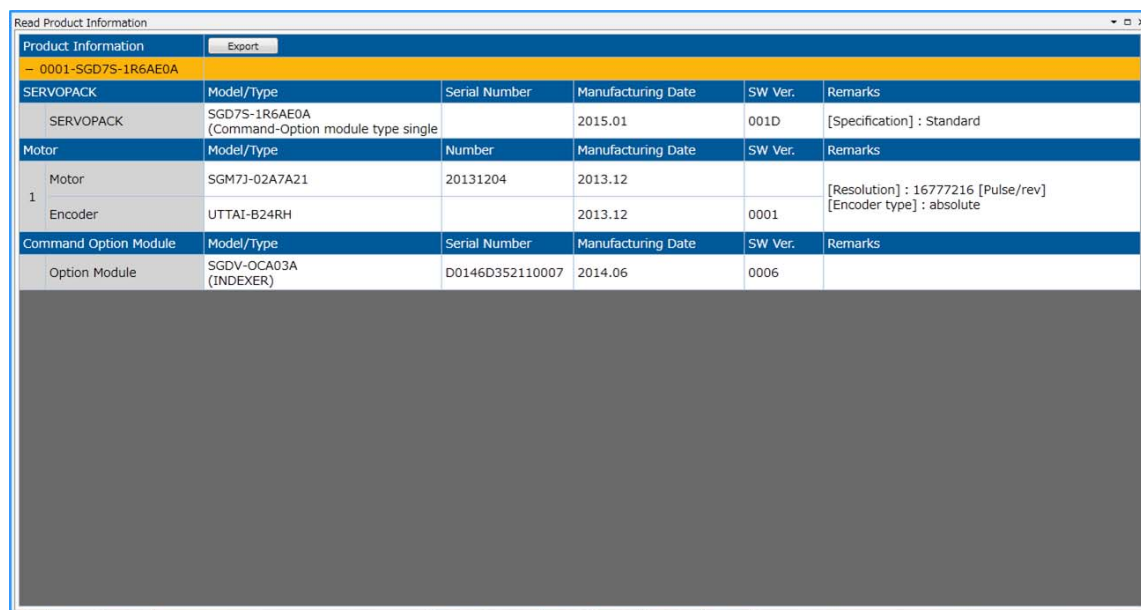 Read Product Information
Product Information Export
− 0001-SGD7S-1R6AE0A
SERVOPACK Model/Type Serial Number Manufacturing Date SW Ver. Remarks
SERVOPACK SGD7S-1R6AE0A 2015.01 001D [Specification] : Standard
(Command-Option module type single
Motor Model/Type Number Manufacturing Date SW Ver. Remarks
1 Motor SGM7J-02A7A21 20131204 2013.12 [Resolution] : 16777216 [Pulse/rev]
Encoder UTTAI-B24RH 2013.12 0001 [Encoder type] : absolute
Command Option Module Model/Type Serial Number Manufacturing Date SW Ver. Remarks
Option Module SGDV-OCA03A D0146D352110007 2014.06 0006
(INDEXER)